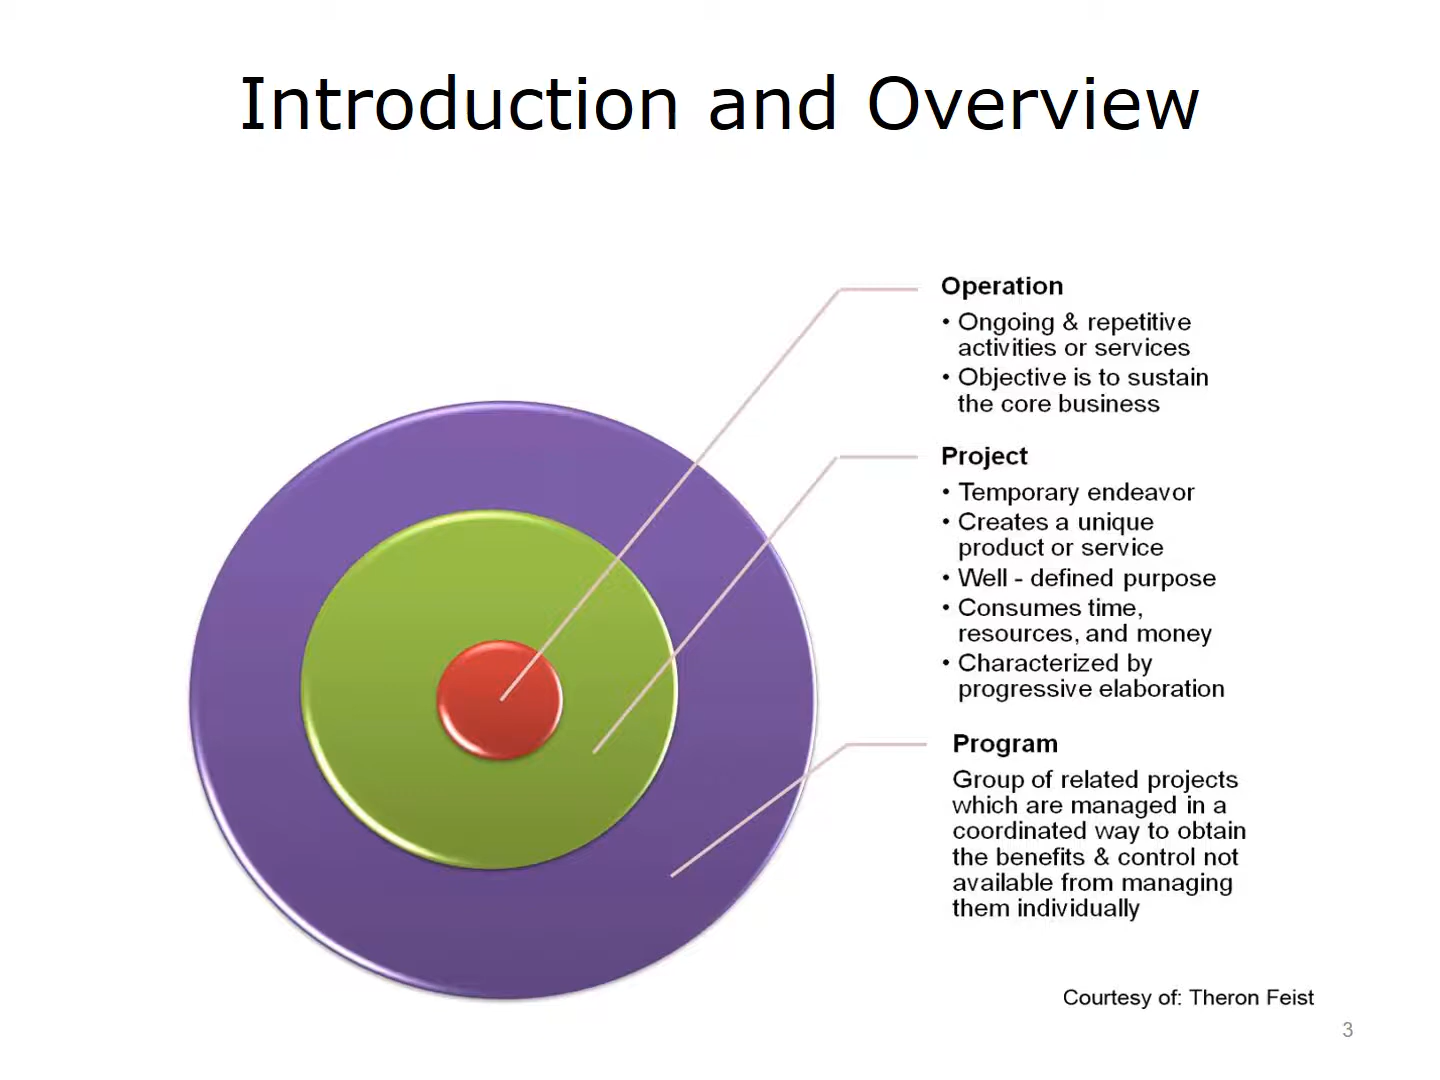 Introduction and Overview
Operation
• Ongoing & repetitive
activities or services
• Objective is to sustain
the core business
Project
• Temporary endeavor
• Creates a unique
product or service
• Well - defined purpose
• Consumes time,
resources, and money
• Characterized by
progressive elaboration
Program
Group of related projects
which are managed in a
coordinated way to obtain
the benefits & control not
available from managing
them individually
Courtesy of: Theron Feist
3